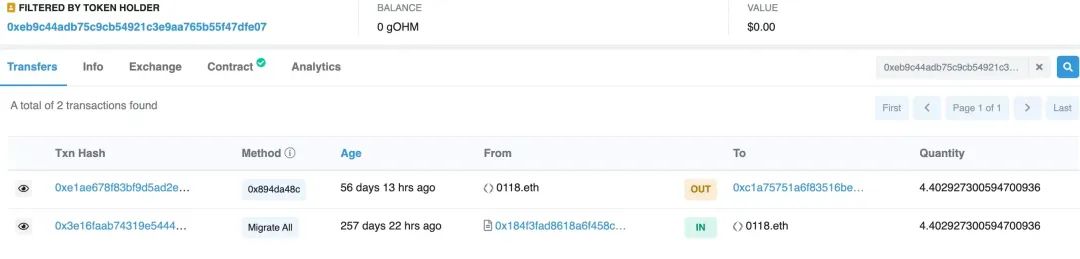 FILTERED BY TOKEN HOLDER BALANCE VALUE
0xeb9c44adb75c9cb54921c3e9aa765b55f47dfe07 0 gOHM $0.00
Transfers Info Exchange Contract Analytics 0xeb9c44adb75c9cb54921c3...
A total of 2 transactions found First Page 1 of 1 Last
Txn Hash Method Age From To Quantity
0xe1ae678f83bf9d5ad2e... 0x894da48c 56 days 13 hrs ago 0118.eth OUT 0xc1a75751a6f83516be... 4.402927300594700936
0x3e16faab74319e5444... Migrate All 257 days 22 hrs ago 0x184f3fad8618a6f458c... IN 0118.eth 4.402927300594700936